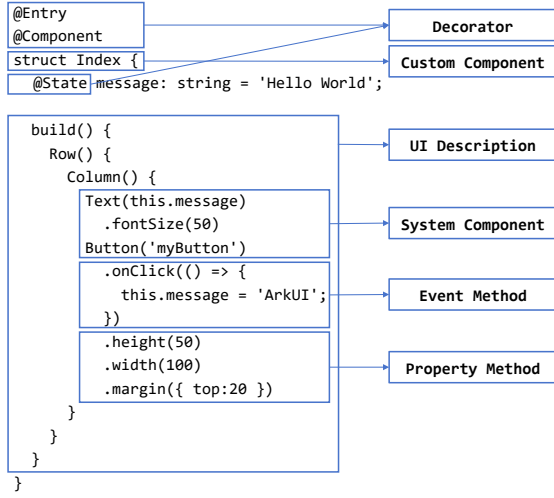 @Entry
@Component
struct Index {
@State message: string = 'Hello World';
build() {
Row() {
Column() {
Text(this.message)
.fontSize(50)
Button('myButton')
.onClick(() => {
this.message = 'ArkUI';
})
.height(50)
.width(100)
.margin({ top:20 })
}
}
}
}
Decorator
Custom Component
UI Description
System Component
Event Method
Property Method